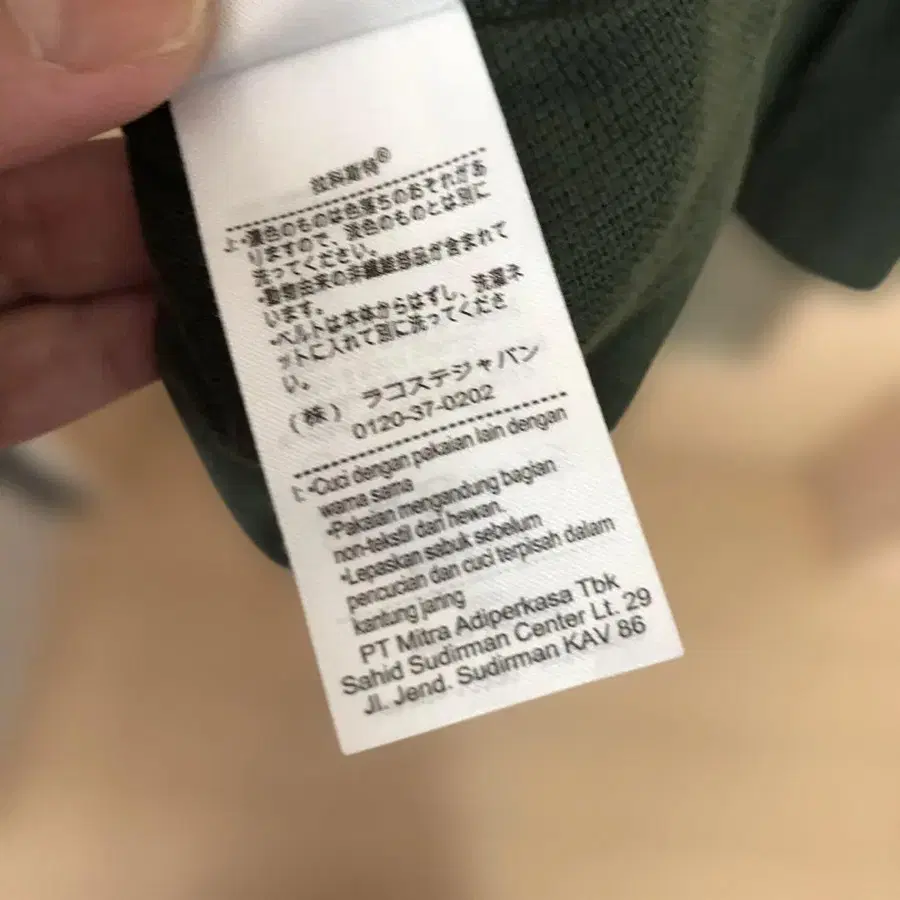 拉科斯特®
J: •濃色のものは色落ちのおそれがあ
りますので、淡色のものとは別に
洗ってください。
•動物由来の非繊維部品が含まれて
います。
•ベルトは本体からはずし、洗濯ネ
ットに入れて別に洗ってくださ
い。
(株) ラコステジャパン
0120-37-0202
I: •Cuci dengan pakaian lain dengan
warna sama
•Pakaian mengandung bagian
non-tekstil dari hewan.
•Lepaskan sabuk sebelum
pencucian dan cuci terpisah dalam
kantung jaring
PT Mitra Adiperkasa Tbk
Sahid Sudirman Center Lt. 29
Jl. Jend. Sudirman KAV 86